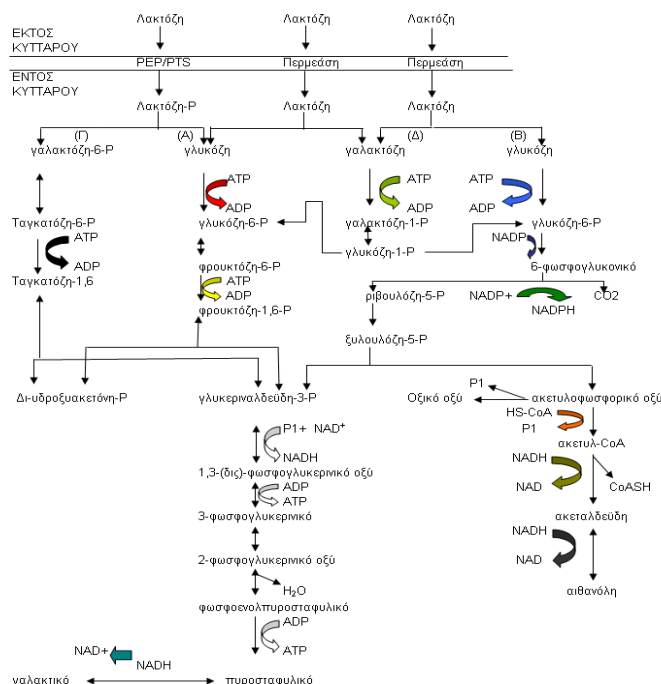 Λακτόζη Λακτόζη Λακτόζη
ΕΚΤΟΣ
ΚΥΤΤΑΡΟΥ
PEP/PTS Περμεάση Περμεάση
ΕΝΤΟΣ
ΚΥΤΤΑΡΟΥ
Λακτόζη-P Λακτόζη Λακτόζη
(Γ) (Α) (Δ) (Β)
γαλακτόζη-6-P γλυκόζη γαλακτόζη γλυκόζη
ATP ATP ATP
ADP ADP ADP
Ταγκατόζη-6-P γλυκόζη-6-P γαλακτόζη-1-P γλυκόζη-6-P
ATP NADP
γλυκόζη-1-P
ADP φρουκτόζη-6-P 6-φωσφογλυκονικό
Ταγκατόζη-1,6 ATP
ADP ριβουλόζη-5-P NADP+ CO2
φρουκτόζη-1,6-P NADPH
ξυλουλόζη-5-P
P1
Δι-υδροξυακετόνη-P γλυκεριναλδεϋδη-3-P Οξικό οξύ ακετυλοφωσφορικό οξύ
HS-CoA
P1+ NAD⁺ P1
ακετυλ-CoA
NADH NADH
1,3-(δις)-φωσφογλυκερινικό οξύ
ADP NAD CoASH
ATP
3-φωσφογλυκερινικό ακεταλδεϋδη
NADH
2-φωσφογλυκερινικό οξύ NAD
H₂O αιθανόλη
φωσφοενολπυροσταφυλικό
ADP
NAD+ ATP
NADH
γαλακτικό πυροσταφυλικό